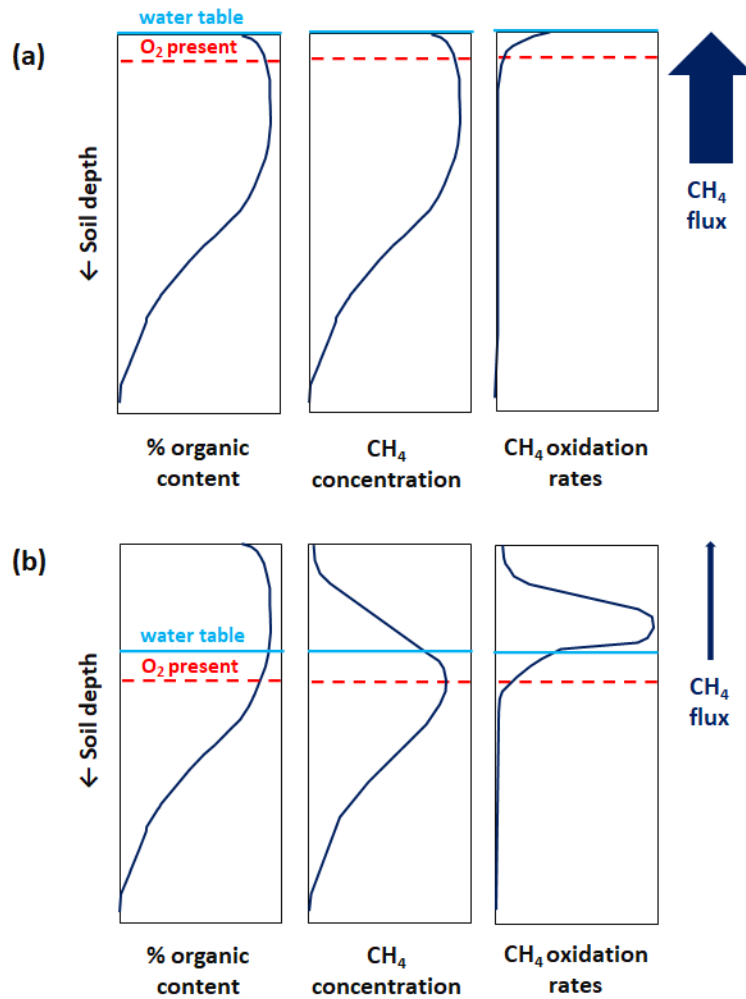 water table
(a)
O₂ present
← Soil depth
CH₄
flux
% organic
content
CH₄
concentration
CH₄ oxidation
rates
(b)
water table
O₂ present
← Soil depth
CH₄
flux
% organic
content
CH₄
concentration
CH₄ oxidation
rates